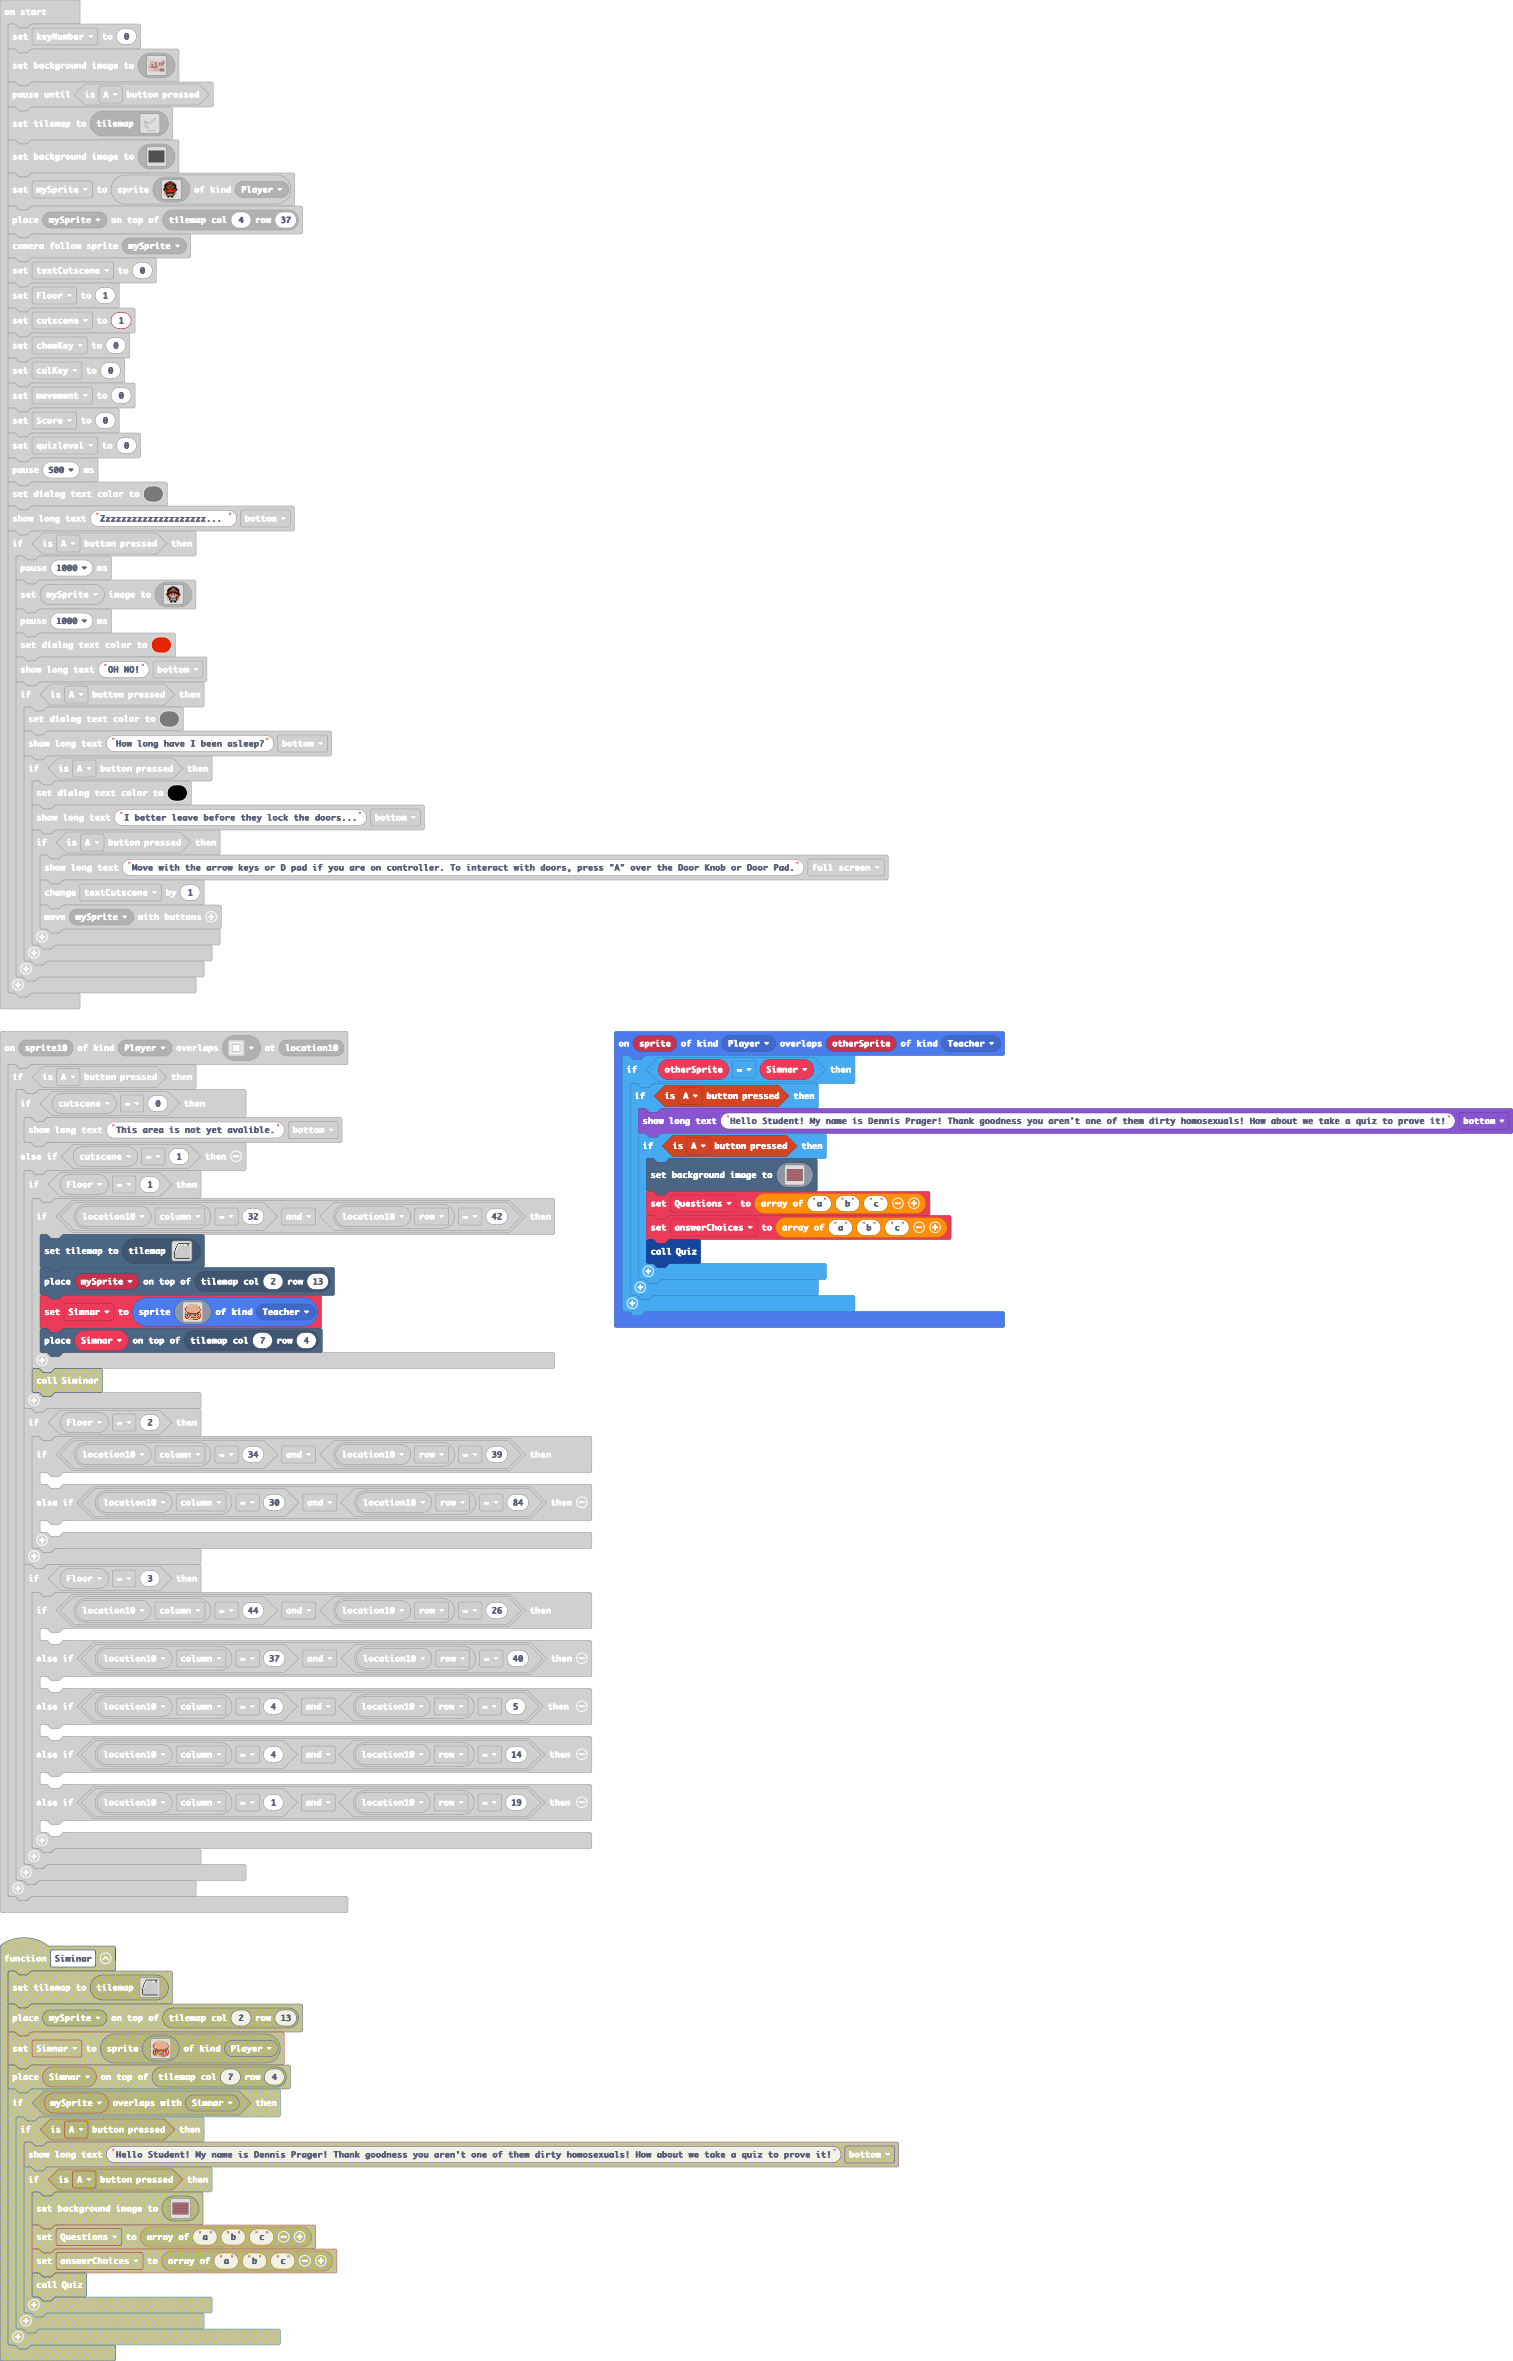 on start
set keyNumber to 0
set background image to
pause until is A button pressed
set tilemap to tilemap
set background image to
set mySprite to sprite of kind Player
place mySprite on top of tilemap col 4 row 37
camera follow sprite mySprite
set textCutscene to 0
set Floor to 1
set cutscene to 1
set chemKey to 0
set calKey to 0
set movement to 0
set Score to 0
set quizlevel to 0
pause 500 ms
set dialog text color to
show long text "Zzzzzzzzzzzzzzzzzzzz... " bottom
if is A button pressed then
pause 1000 ms
set mySprite image to
pause 1000 ms
set dialog text color to
show long text "OH NO!" bottom
if is A button pressed then
set dialog text color to
show long text "How long have I been asleep?" bottom
if is A button pressed then
set dialog text color to
show long text "I better leave before they lock the doors..." bottom
if is A button pressed then
show long text "Move with the arrow keys or D pad if you are on controller. To interact with doors, press "A" over the Door Knob or Door Pad." full screen
change textCutscene by 1
move mySprite with buttons
on sprite10 of kind Player overlaps at location10
if is A button pressed then
if cutscene = 0 then
show long text "This area is not yet avalible." bottom
else if cutscene = 1 then
if Floor = 1 then
if location10 column = 32 and location10 row = 42 then
set tilemap to tilemap
place mySprite on top of tilemap col 2 row 13
set Simnar to sprite of kind Teacher
place Simnar on top of tilemap col 7 row 4
call Siminar
if Floor = 2 then
if location10 column = 34 and location10 row = 39 then
else if location10 column = 30 and location10 row = 84 then
if Floor = 3 then
if location10 column = 44 and location10 row = 26 then
else if location10 column = 37 and location10 row = 40 then
else if location10 column = 4 and location10 row = 5 then
else if location10 column = 4 and location10 row = 14 then
else if location10 column = 1 and location10 row = 19 then
on sprite of kind Player overlaps otherSprite of kind Teacher
if otherSprite = Simnar then
if is A button pressed then
show long text "Hello Student! My name is Dennis Prager! Thank goodness you aren't one of them dirty homosexuals! How about we take a quiz to prove it!" bottom
if is A button pressed then
set background image to
set Questions to array of "a" "b" "c"
set answerChoices to array of "a" "b" "c"
call Quiz
function Siminar
set tilemap to tilemap
place mySprite on top of tilemap col 2 row 13
set Simnar to sprite of kind Player
place Simnar on top of tilemap col 7 row 4
if mySprite overlaps with Simnar then
if is A button pressed then
show long text "Hello Student! My name is Dennis Prager! Thank goodness you aren't one of them dirty homosexuals! How about we take a quiz to prove it!" bottom
if is A button pressed then
set background image to
set Questions to array of "a" "b" "c"
set answerChoices to array of "a" "b" "c"
call Quiz